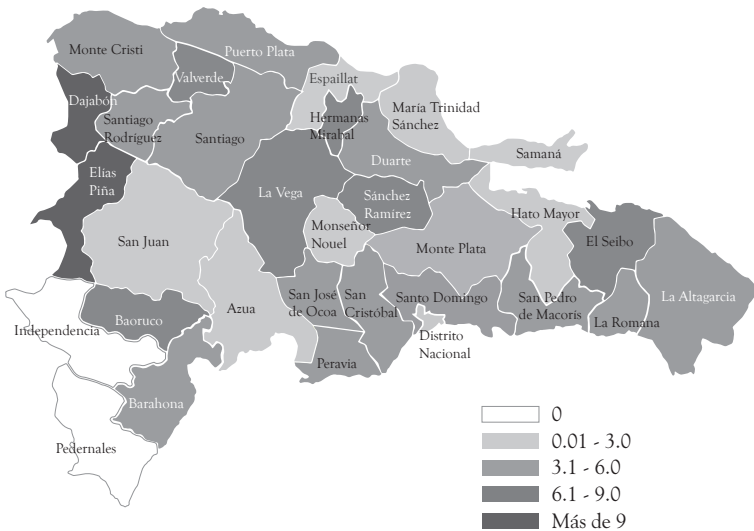 Monte Cristi
Puerto Plata
Valverde
Espaillat
Dajabón
Santiago
Rodriguez
Santiago
Hermanas
Mirabal
Maria Trinidad
Sánchez
Samaná
Duarte
Elías
Piña
La Vega
Sánchez
Ramírez
Hato Mayor
San Juan
Monseñor
Nouel
Monte Plata
El Seibo
Independencia
Baoruco
Azua
San José
de Ocoa
San
Cristóbal
Santo Domingo
San Pedro
de Macorís
La Romana
La Altagarcia
Distrito
Nacional
Peravia
Barahona
Pedernales
0
0.01 - 3.0
3.1 - 6.0
6.1 - 9.0
Más de 9